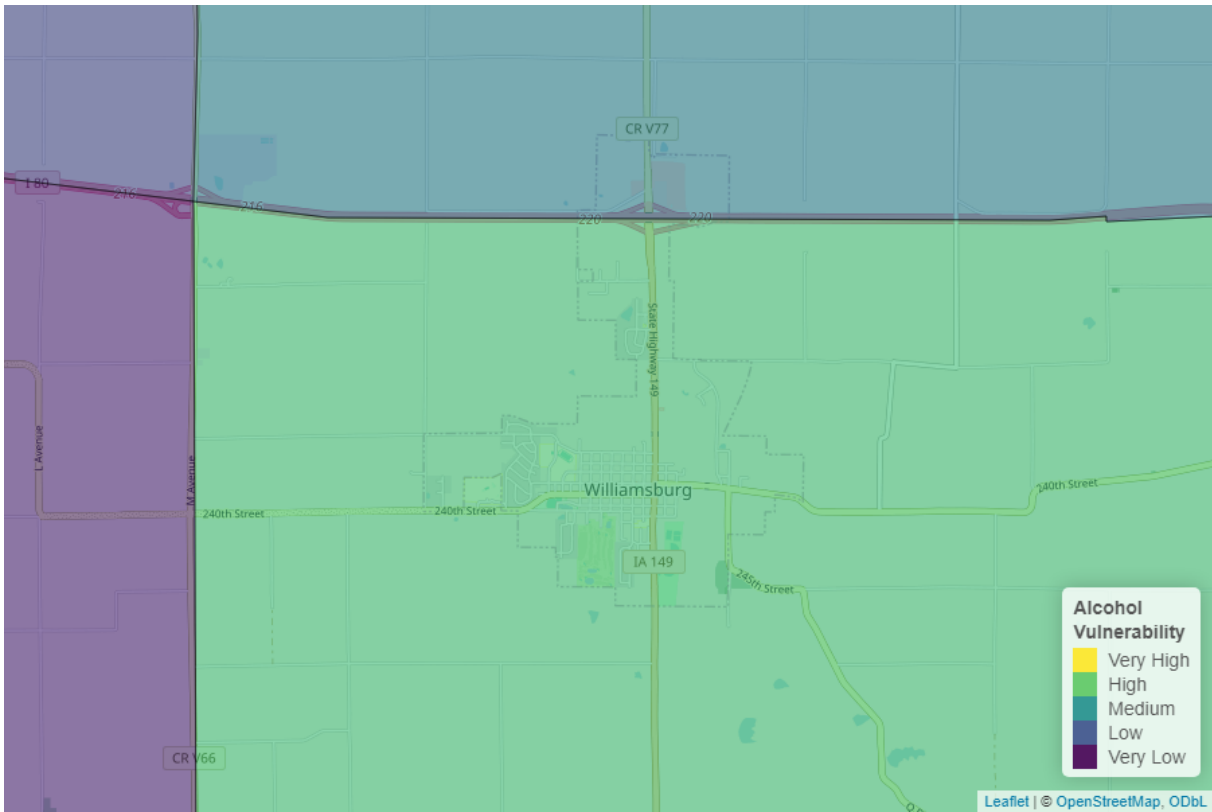 CR V77
I 80
216
216
220
220
State Highway 149
L Avenue
M Avenue
Williamsburg
240th Street
240th Street
240th Street
IA 149
245th Street
CR V66
Alcohol
Vulnerability
Very High
High
Medium
Low
Very Low
Leaflet | © OpenStreetMap, ODbL